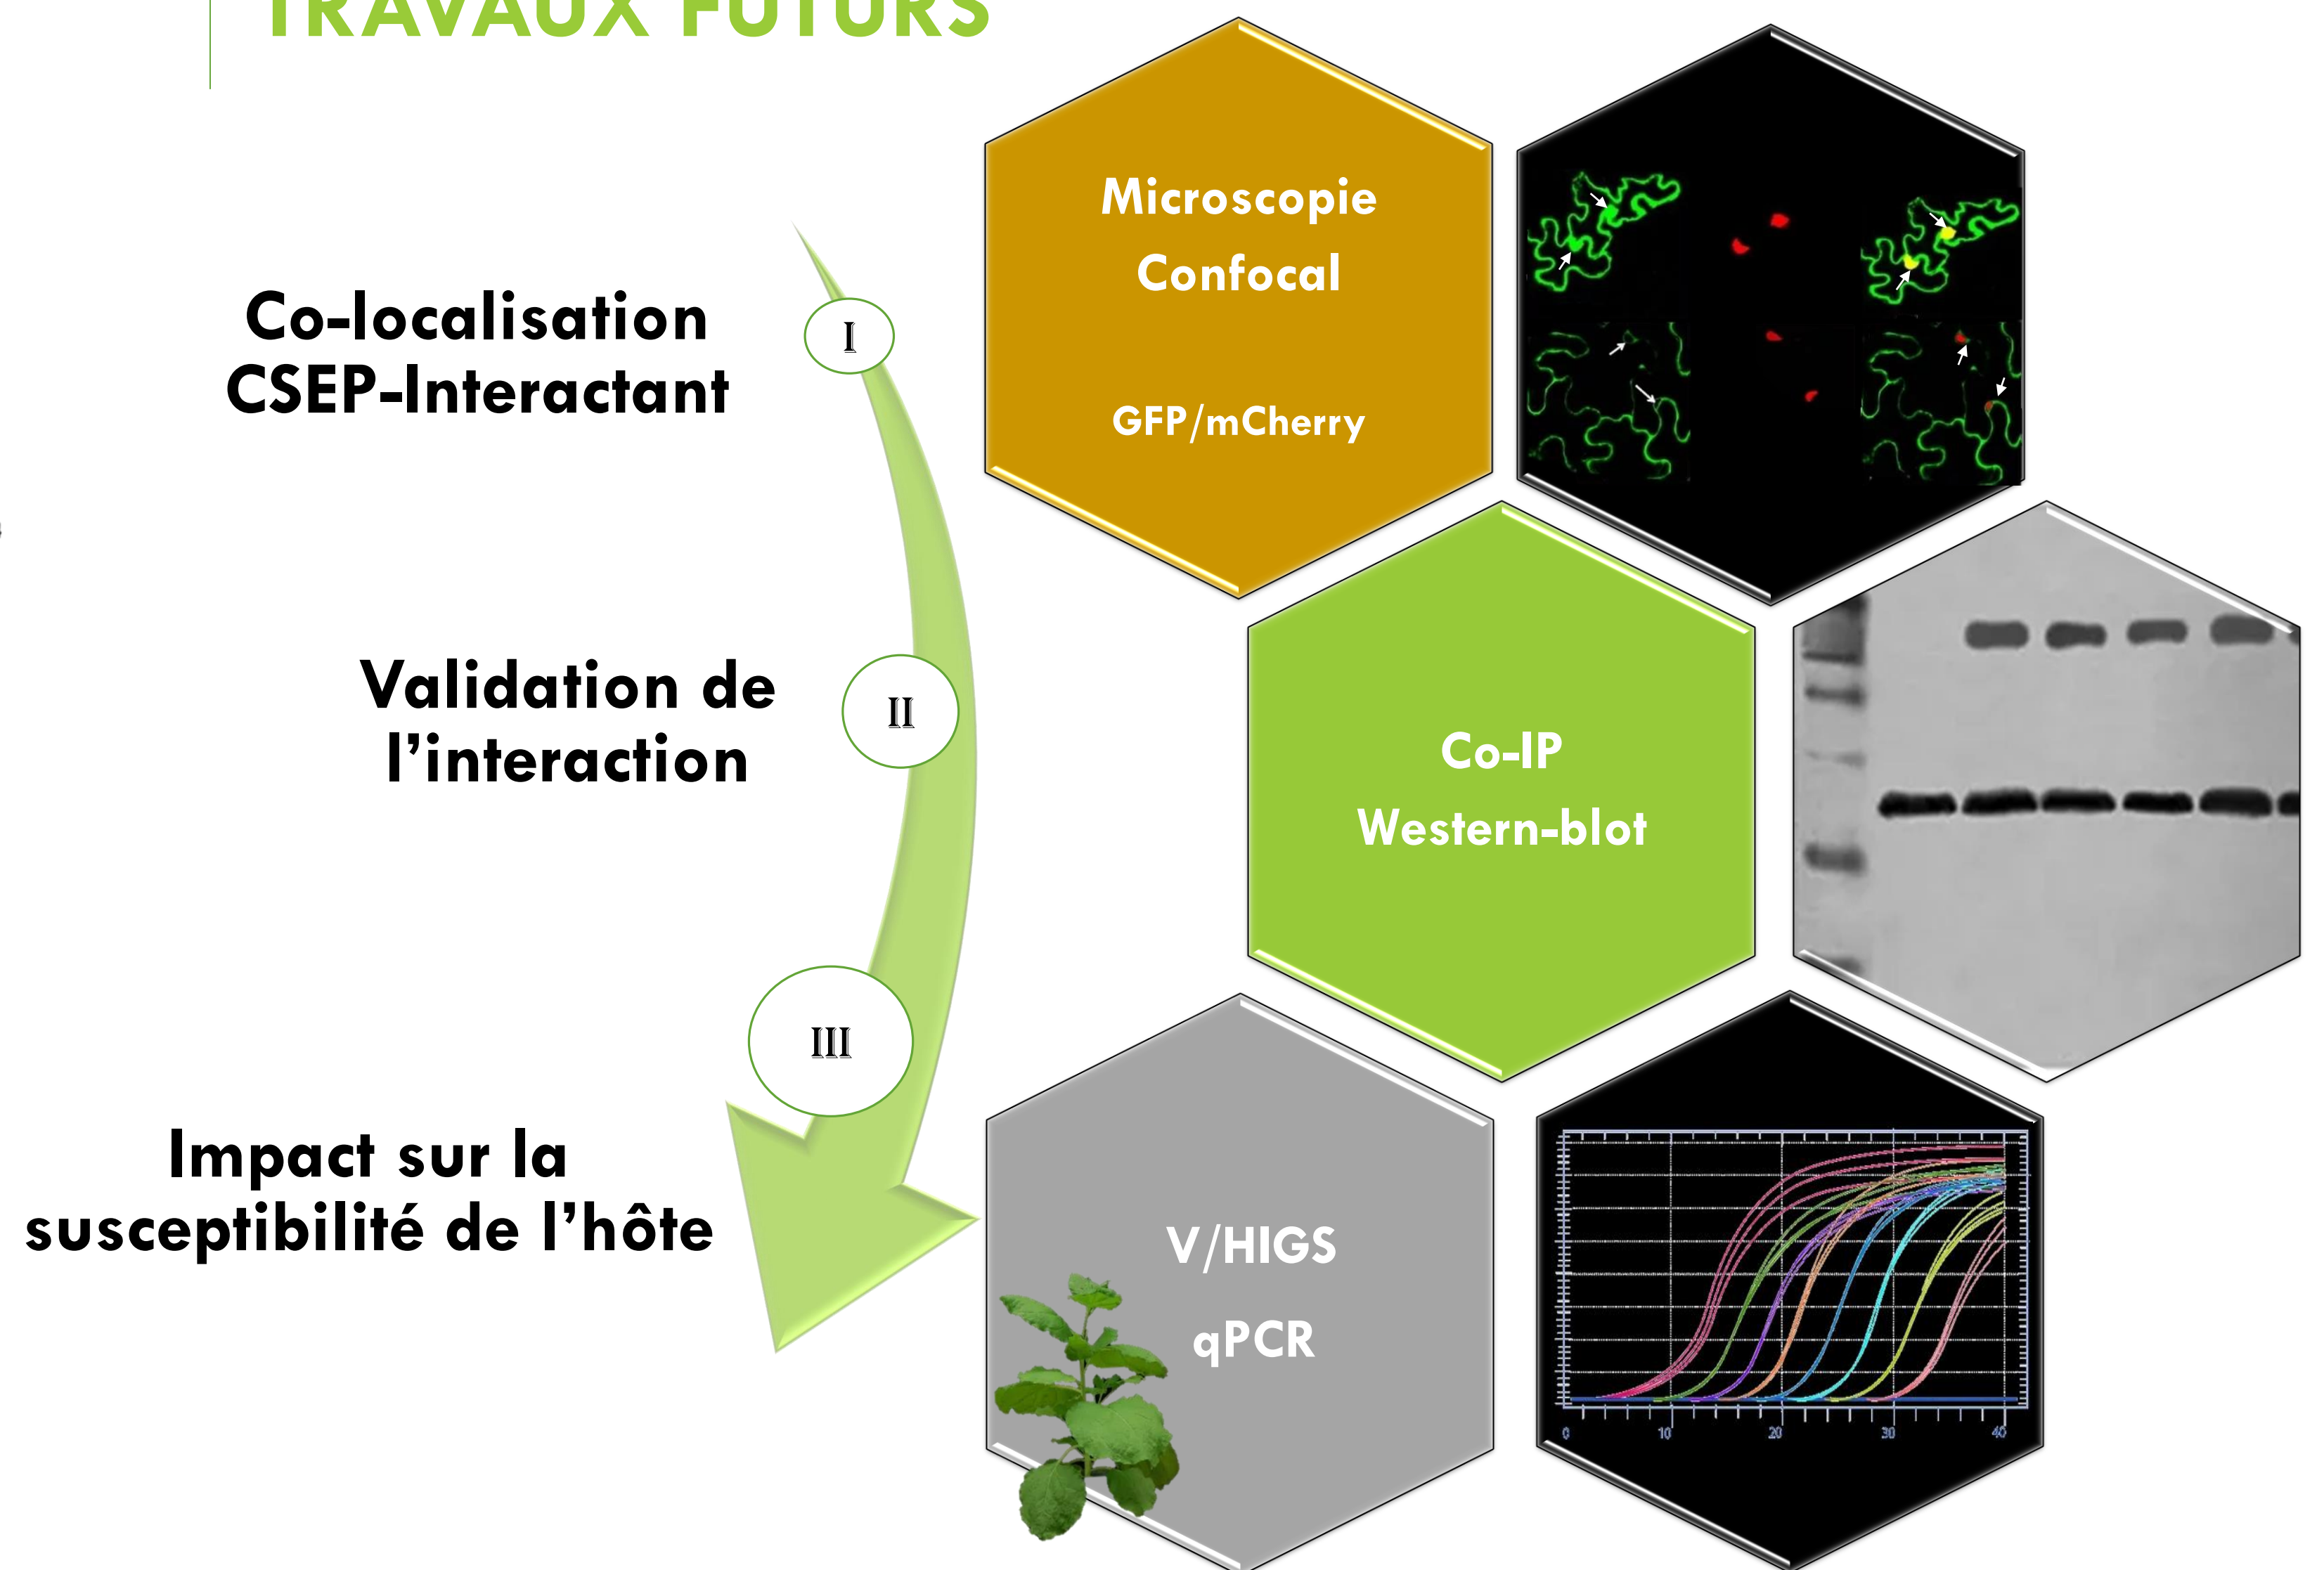 TRAVAUX FUTURS
Co-localisation
CSEP-Interactant
I
Microscopie
Confocal
GFP/mCherry
Validation de
l’interaction
II
Co-IP
Western-blot
III
Impact sur la
susceptibilité de l’hôte
V/HIGS
qPCR
0 10 20 30 40